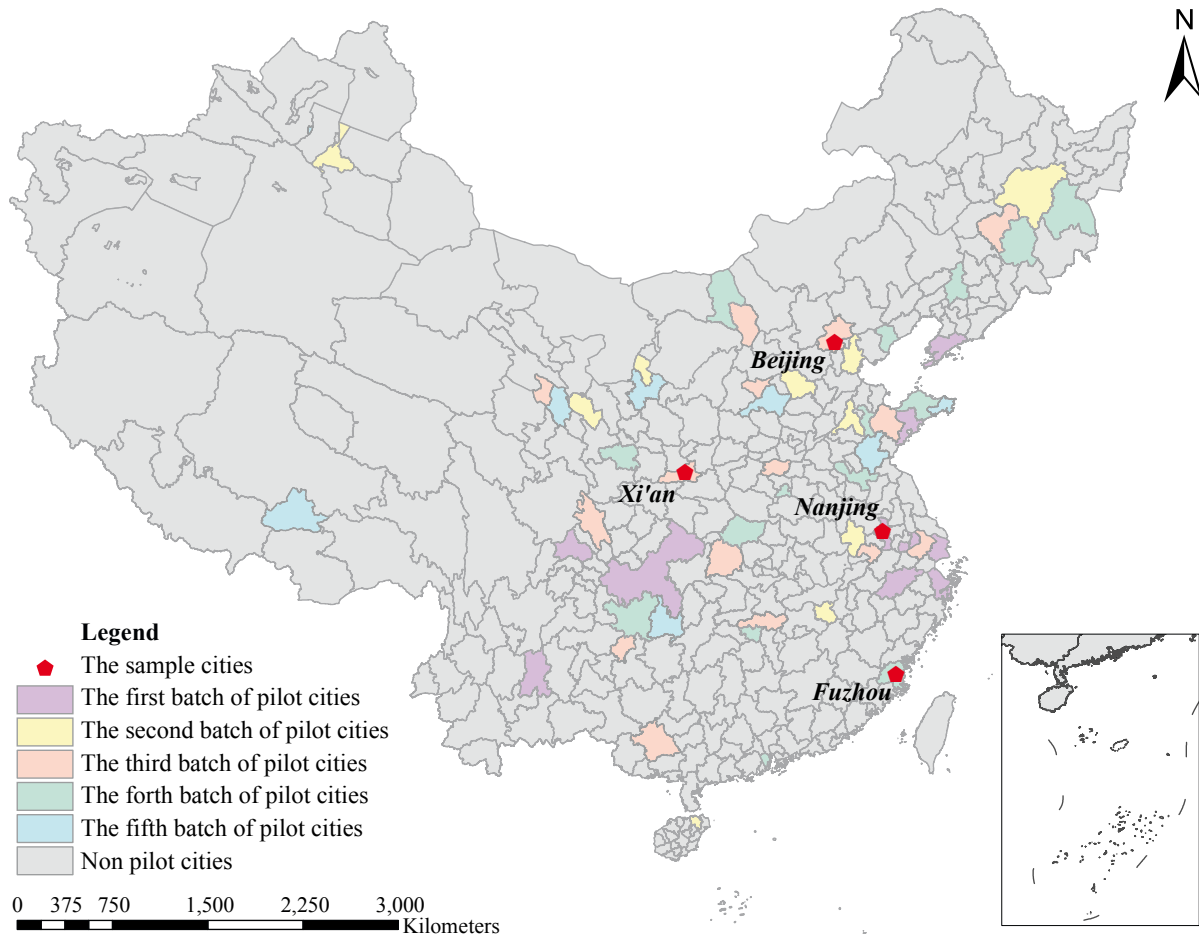 N
Beijing
Xi'an
Nanjing
Fuzhou
Legend
The sample cities
The first batch of pilot cities
The second batch of pilot cities
The third batch of pilot cities
The forth batch of pilot cities
The fifth batch of pilot cities
Non pilot cities
0 375 750 1,500 2,250 3,000
Kilometers